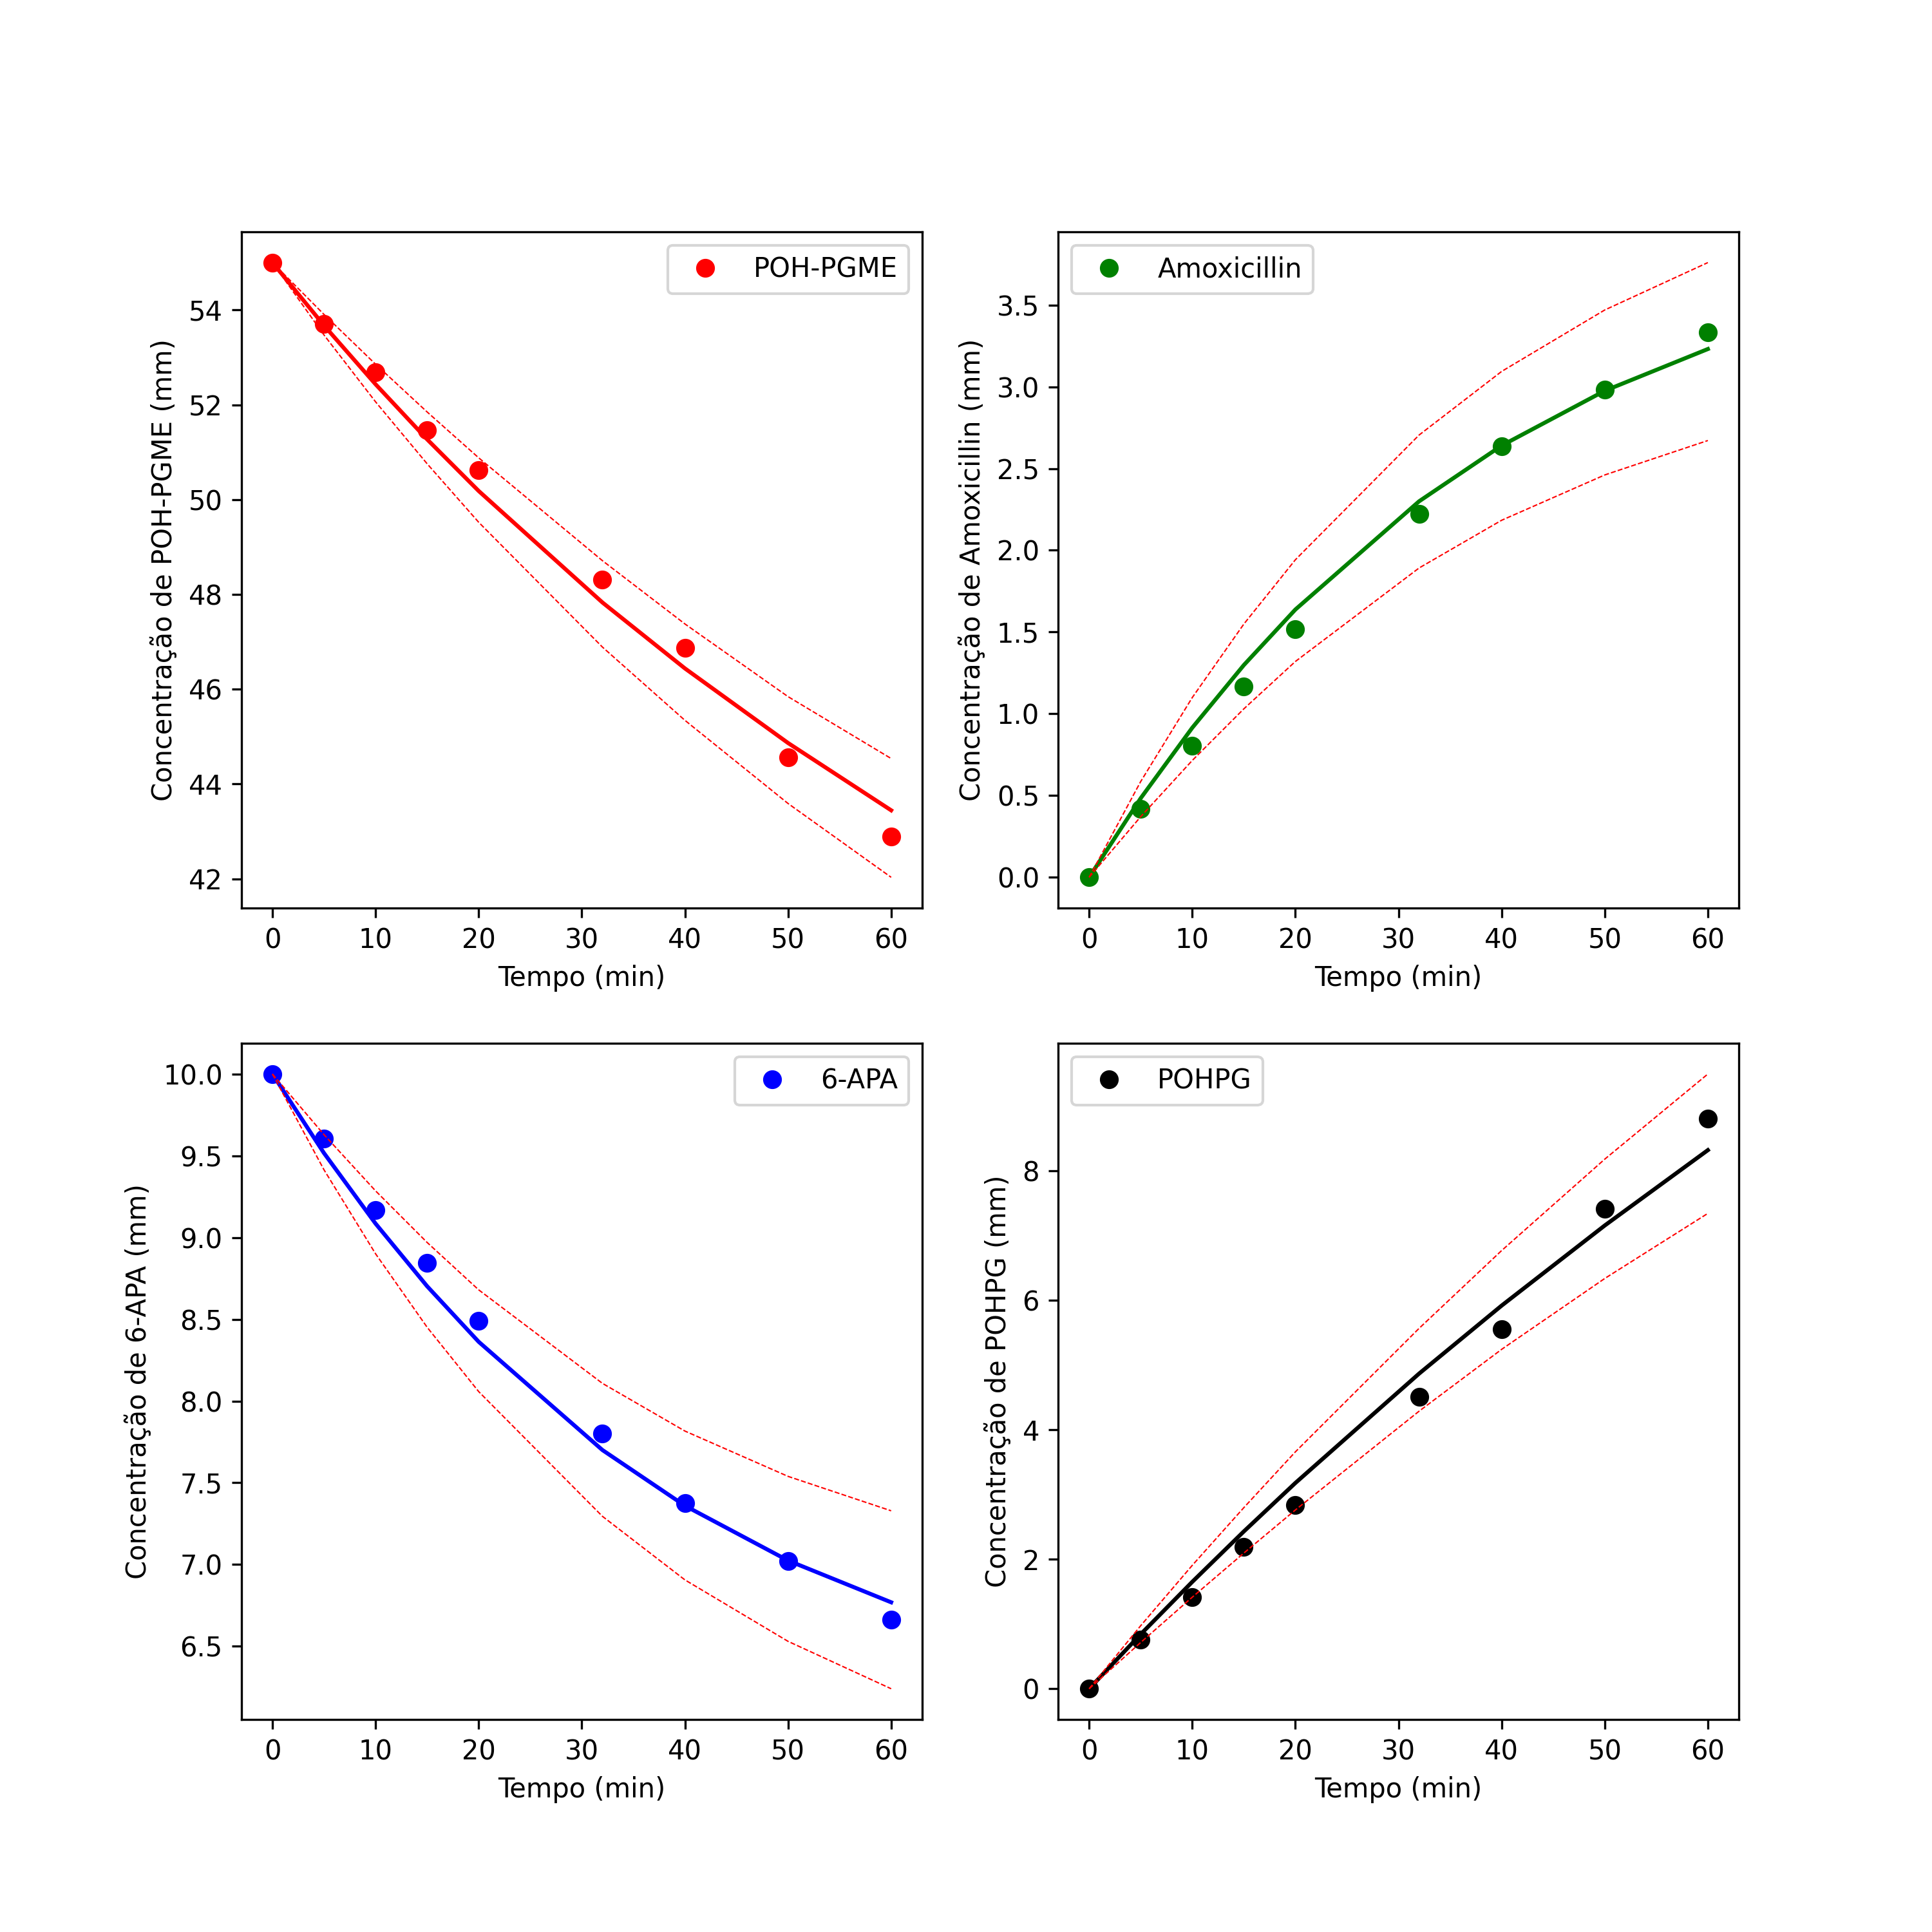 POH-PGME
Concentração de POH-PGME (mm)
54
52
50
48
46
44
42
0 10 20 30 40 50 60
Tempo (min)
Amoxicillin
Concentração de Amoxicillin (mm)
3.5
3.0
2.5
2.0
1.5
1.0
0.5
0.0
0 10 20 30 40 50 60
Tempo (min)
6-APA
Concentração de 6-APA (mm)
10.0
9.5
9.0
8.5
8.0
7.5
7.0
6.5
0 10 20 30 40 50 60
Tempo (min)
POHPG
Concentração de POHPG (mm)
8
6
4
2
0
0 10 20 30 40 50 60
Tempo (min)